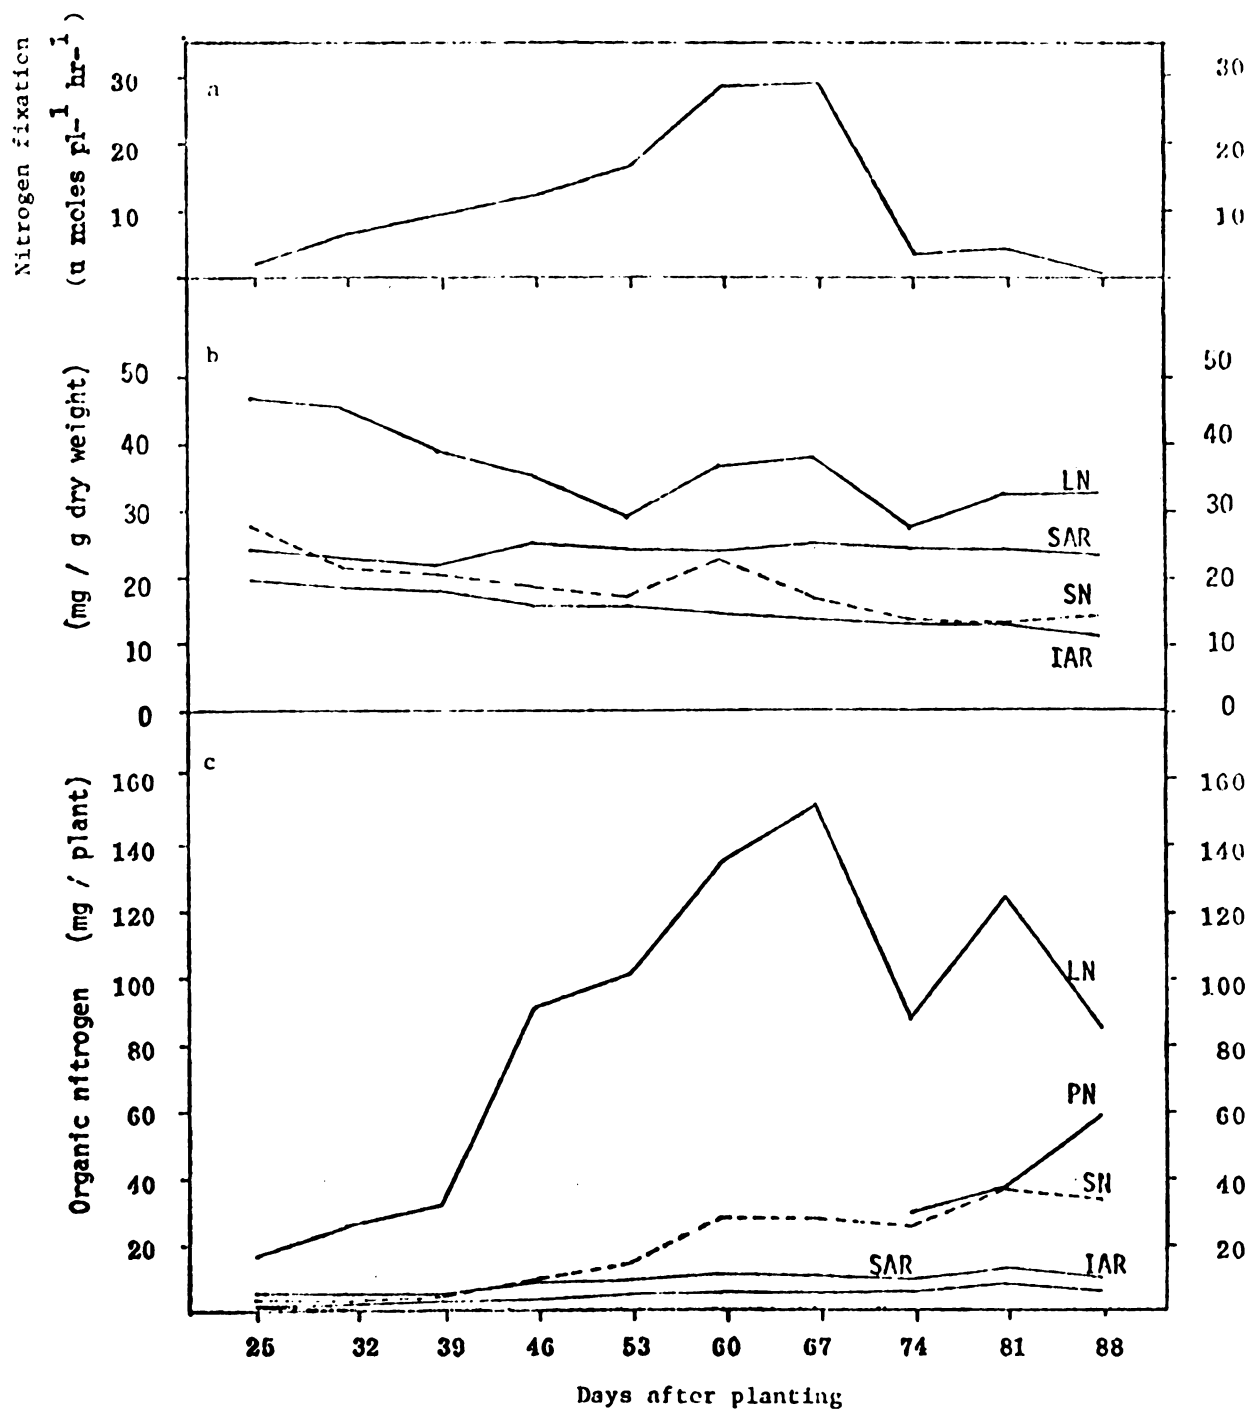 Nitrogen fixation
(u moles pl-1 hr-1)
30
20
10
a
30
20
10
(mg / g dry weight)
50
40
30
20
10
0
b
LN
SAR
SN
IAR
50
40
30
20
10
0
Organic nitrogen (mg / plant)
160
140
120
100
80
60
40
20
c
LN
PN
SN
SAR
IAR
160
140
120
100
80
60
40
20
25 32 39 46 53 60 67 74 81 88
Days after planting